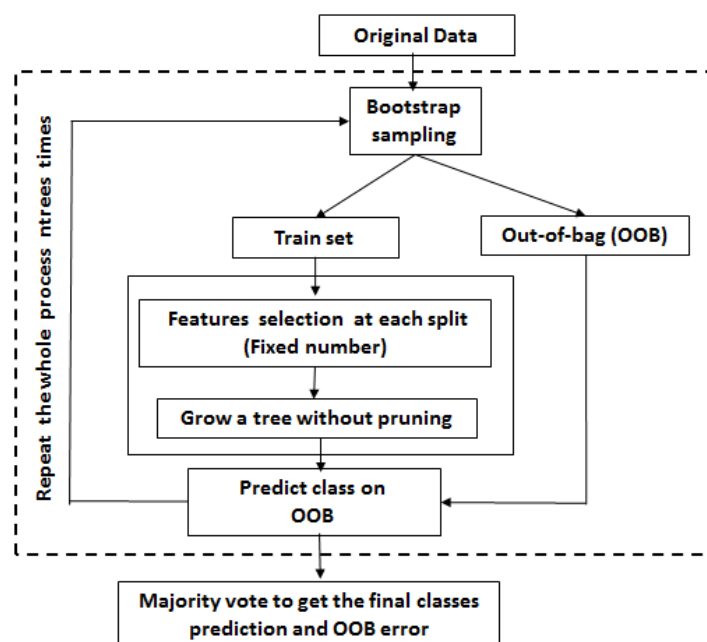 Original Data
Repeat the whole process ntrees times
Bootstrap
sampling
Train set
Out-of-bag (OOB)
Features selection at each split
(Fixed number)
Grow a tree without pruning
Predict class on
OOB
Majority vote to get the final classes
prediction and OOB error